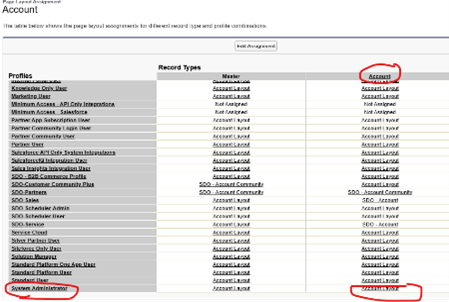 Page Layout Assignment
Account
The table below shows the page layout assignments for different record type and profile combinations.
Edit Assignment
Record Types
Profiles Master Account
Knowledge Only User Account Layout Account Layout
Marketing User Account Layout Account Layout
Minimum Access - API Only Integrations Not Assigned Not Assigned
Minimum Access - Salesforce Not Assigned Not Assigned
Partner App Subscription User Account Layout Account Layout
Partner Community Login User Account Layout Account Layout
Partner Community User Account Layout Account Layout
Partner User Account Layout Account Layout
Salesforce API Only System Integrations Account Layout Account Layout
SalesforceIQ Integration User Account Layout Account Layout
Sales Insights Integration User Account Layout Account Layout
SDO - B2B Commerce Profile Account Layout Account Layout
SDO-Customer Community Plus SDO - Account Community Account Layout
SDO-Partners SDO - Account Community SDO - Account Community
SDO-Sales Account Layout SDO - Account
SDO-Scheduler Admin Account Layout Account Layout
SDO-Scheduler User Account Layout Account Layout
SDO-Service Account Layout SDO - Account
Service Cloud Account Layout Account Layout
Silver Partner User Account Layout Account Layout
Siteforce Only User Account Layout Account Layout
Solution Manager Account Layout Account Layout
Standard Platform One App User Account Layout Account Layout
Standard Platform User Account Layout Account Layout
Standard User Account Layout Account Layout
System Administrator Account Layout Account Layout